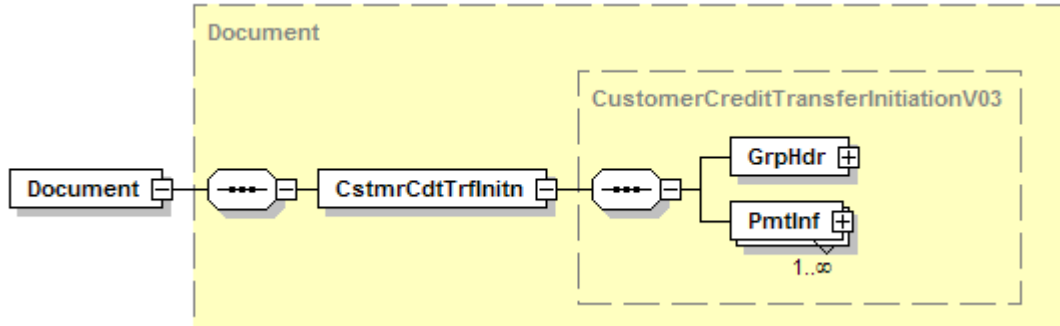 Document
CustomerCreditTransferInitiationV03
Document
CstmrCdtTrfInitn
GrpHdr
PmtInf
1..∞